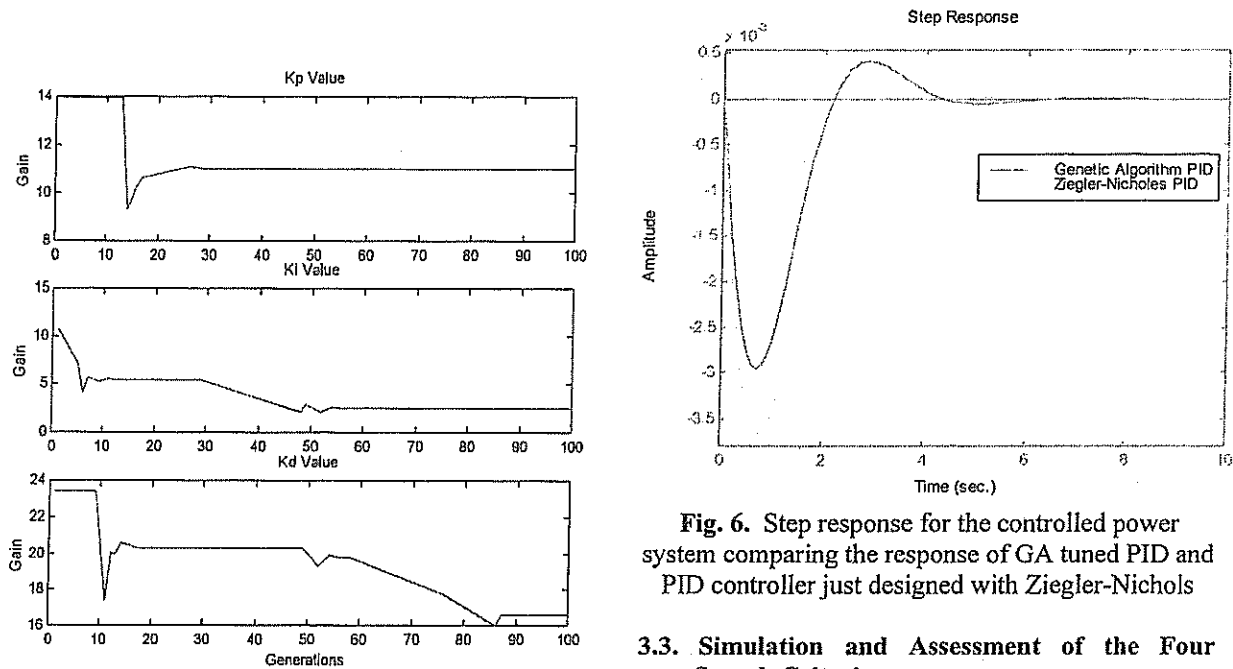 Kp Value
14
12
10
8
Gain
0 10 20 30 40 50 60 70 80 90 100
Ki Value
15
10
5
0
Gain
0 10 20 30 40 50 60 70 80 90 100
Kd Value
24
22
20
18
16
Gain
0 10 20 30 40 50 60 70 80 90 100
Generations
Step Response
x 10-3
0.5
0
-0.5
-1
-1.5
-2
-2.5
-3
-3.5
Amplitude
Genetic Algorithm PID
Ziegler-Nicholes PID
0 2 4 6 8 10
Time (sec.)
Fig. 6. Step response for the controlled power
system comparing the response of GA tuned PID and
PID controller just designed with Ziegler-Nichols
3.3. Simulation and Assessment of the Four